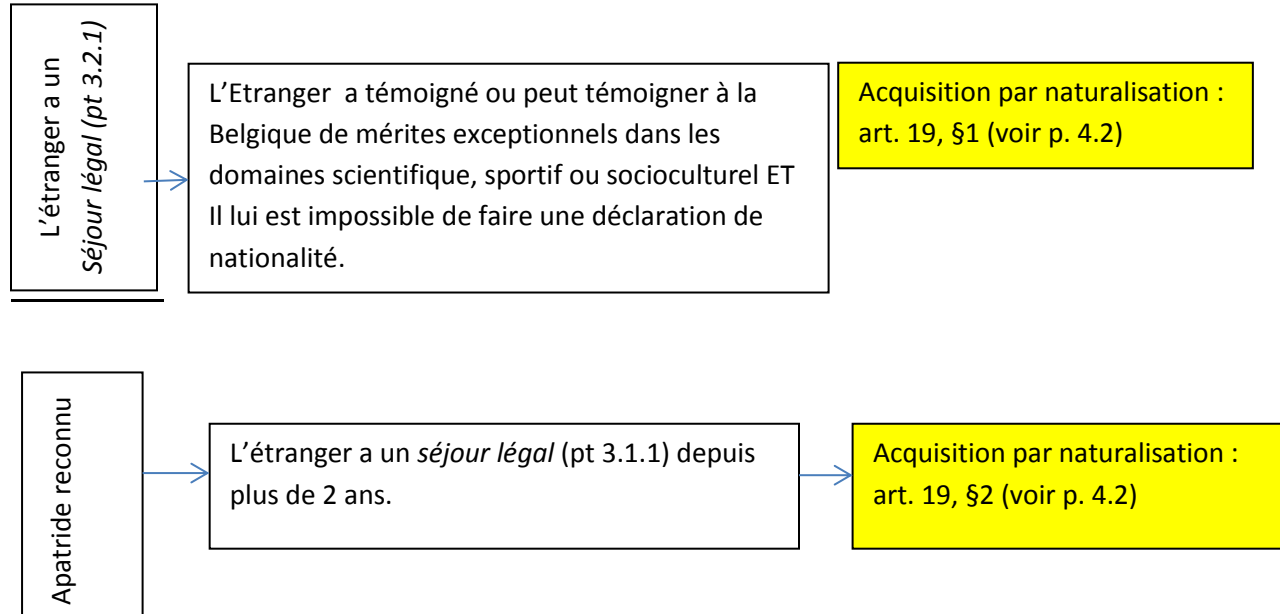 L'étranger a un
Séjour légal (pt 3.2.1)
L'Etranger a témoigné ou peut témoigner à la
Belgique de mérites exceptionnels dans les
domaines scientifique, sportif ou socioculturel ET
Il lui est impossible de faire une déclaration de
nationalité.
Acquisition par naturalisation :
art. 19, §1 (voir p. 4.2)
Apatride reconnu
L'étranger a un séjour légal (pt 3.1.1) depuis
plus de 2 ans.
Acquisition par naturalisation :
art. 19, §2 (voir p. 4.2)